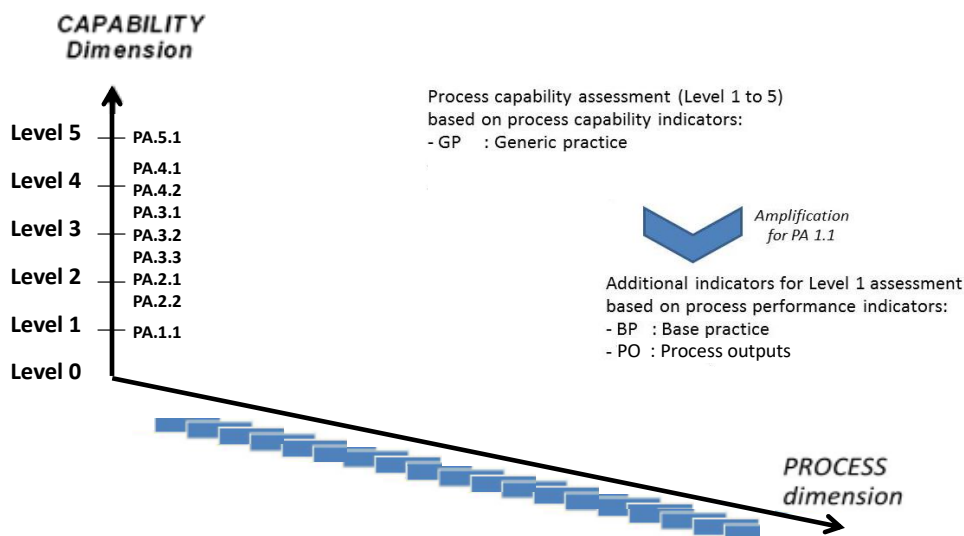 CAPABILITY
Dimension
Process capability assessment (Level 1 to 5)
based on process capability indicators:
- GP : Generic practice
Level 5
PA.5.1
PA.4.1
Level 4
PA.4.2
PA.3.1
Level 3
PA.3.2
PA.3.3
Level 2
PA.2.1
PA.2.2
Level 1
PA.1.1
Level 0
Amplification
for PA 1.1
Additional indicators for Level 1 assessment
based on process performance indicators:
- BP : Base practice
- PO : Process outputs
PROCESS
dimension